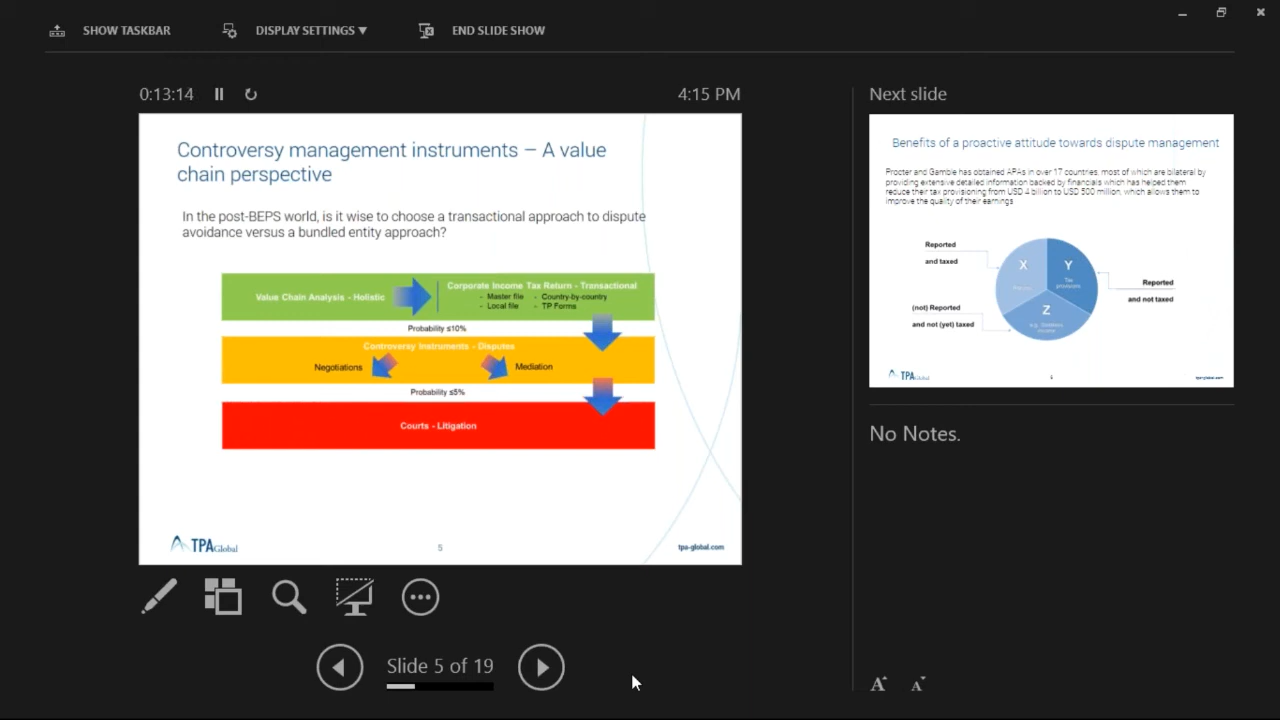 SHOW TASKBAR
DISPLAY SETTINGS ▼
END SLIDE SHOW
0:13:14
4:15 PM
Controversy management instruments – A value
chain perspective
In the post-BEPS world, is it wise to choose a transactional approach to dispute
avoidance versus a bundled entity approach?
Value Chain Analysis - Holistic
Corporate Income Tax Return - Transactional
- Master file - Country-by-country
- Local file - TP Forms
Probability ≤10%
Controversy Instruments - Disputes
Negotiations
Mediation
Probability ≤5%
Courts - Litigation
TPA Global
5
tpa-global.com
Slide 5 of 19
Next slide
Benefits of a proactive attitude towards dispute management
Procter and Gamble has obtained APAs in over 17 countries, most of which are bilateral by
providing extensive detailed information backed by financials which has helped them
reduce their tax provisioning from USD 4 billion to USD 500 million, which allows them to
improve the quality of their earnings
Reported
and taxed
X
Y
Tax
provisions
Reported
and not taxed
(not) Reported
and not (yet) taxed
Z
TPA Global
tpa-global.com
No Notes.
A A